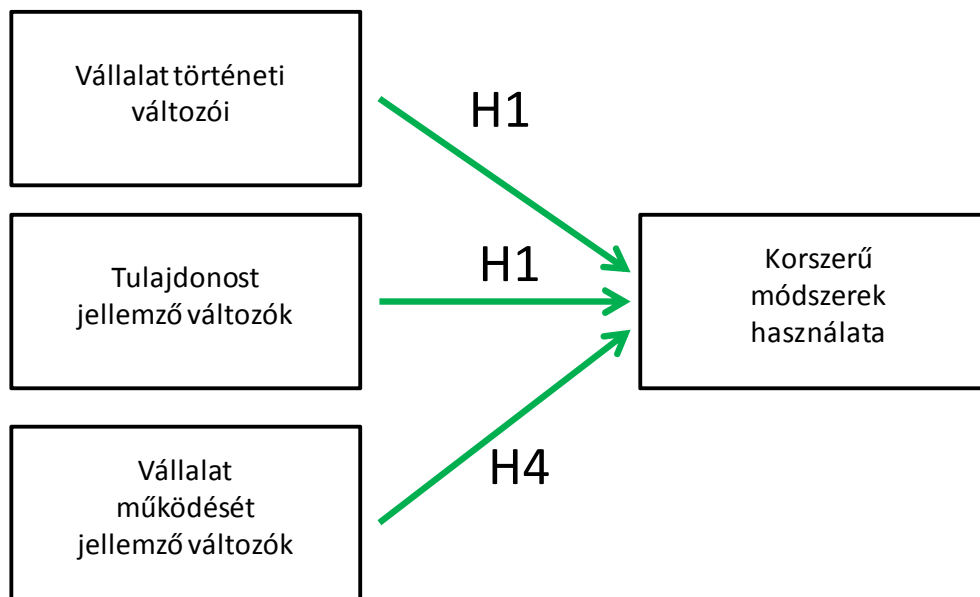 Vállalat történeti
változói
H1
Tulajdonost
jellemző változók
H1
Korszerű
módszerek
használata
Vállalat
működését
jellemző változók
H4